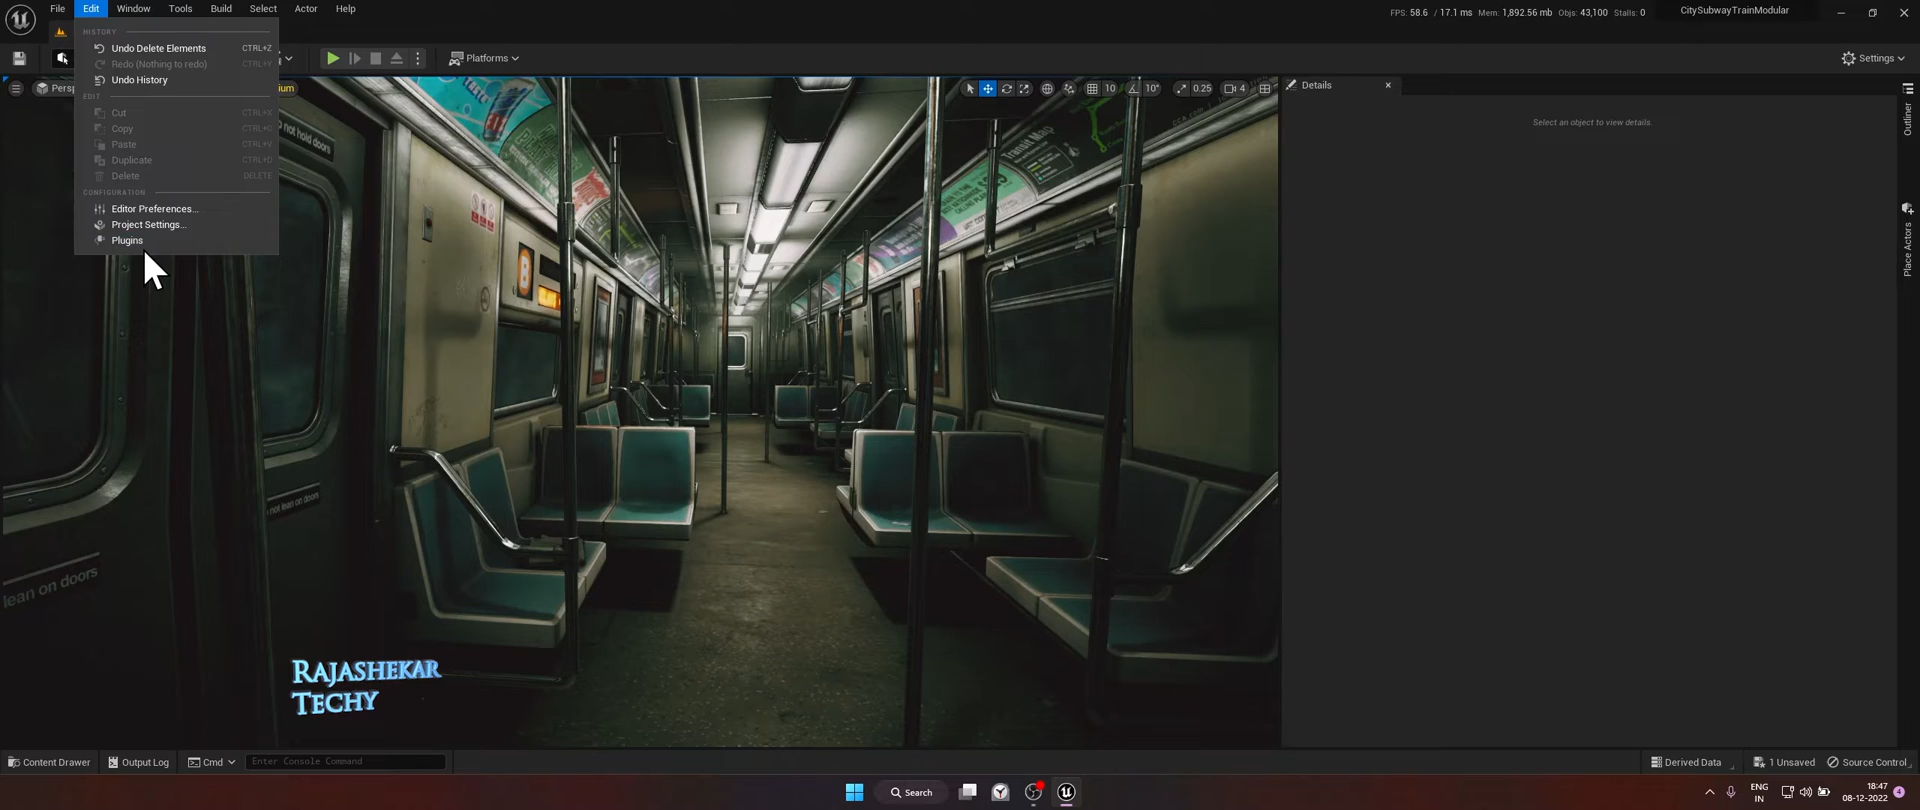 File Edit Window Tools Build Select Actor Help
FPS: 58.6 / 17.1 ms Mem: 1,892.56 mb Objs: 43,100 Stalls: 0
CitySubwayTrainModular
HISTORY
Undo Delete Elements CTRL+Z
Redo (Nothing to redo) CTRL+Y
Undo History
EDIT
Cut CTRL+X
Copy CTRL+C
Paste CTRL+V
Duplicate CTRL+D
Delete DELETE
CONFIGURATION
Editor Preferences...
Project Settings...
Plugins
Platforms
Settings
10 10° 0.25 4
Details
Select an object to view details.
Outliner
Place Actors
not hold doors
Transit Map
B
not lean on doors
lean on doors
RAJASHEKAR
TECHY
Content Drawer Output Log Cmd Enter Console Command
Derived Data 1 Unsaved Source Control
Search
ENG
IN
18:47
08-12-2022
4